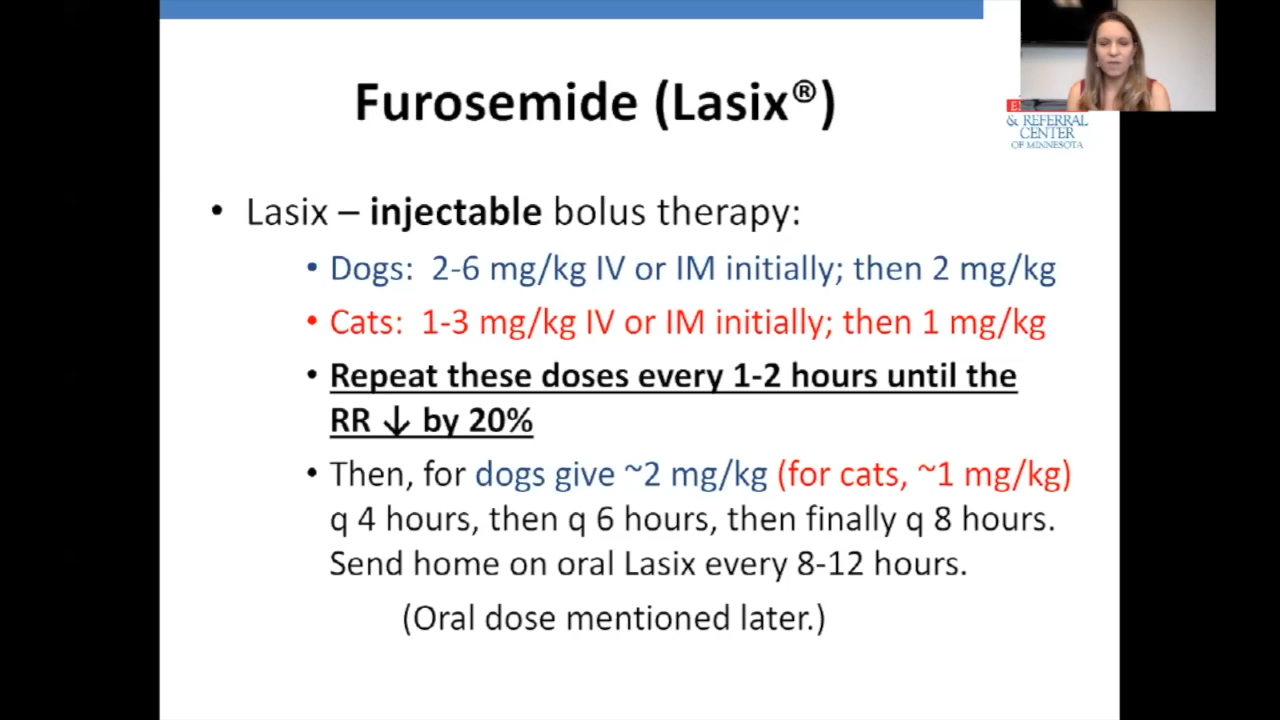 Furosemide (Lasix®)
& REFERRAL
CENTER
OF MINNESOTA
• Lasix – injectable bolus therapy:
• Dogs: 2-6 mg/kg IV or IM initially; then 2 mg/kg
• Cats: 1-3 mg/kg IV or IM initially; then 1 mg/kg
• Repeat these doses every 1-2 hours until the
RR ↓ by 20%
• Then, for dogs give ~2 mg/kg (for cats, ~1 mg/kg)
q 4 hours, then q 6 hours, then finally q 8 hours.
Send home on oral Lasix every 8-12 hours.
(Oral dose mentioned later.)